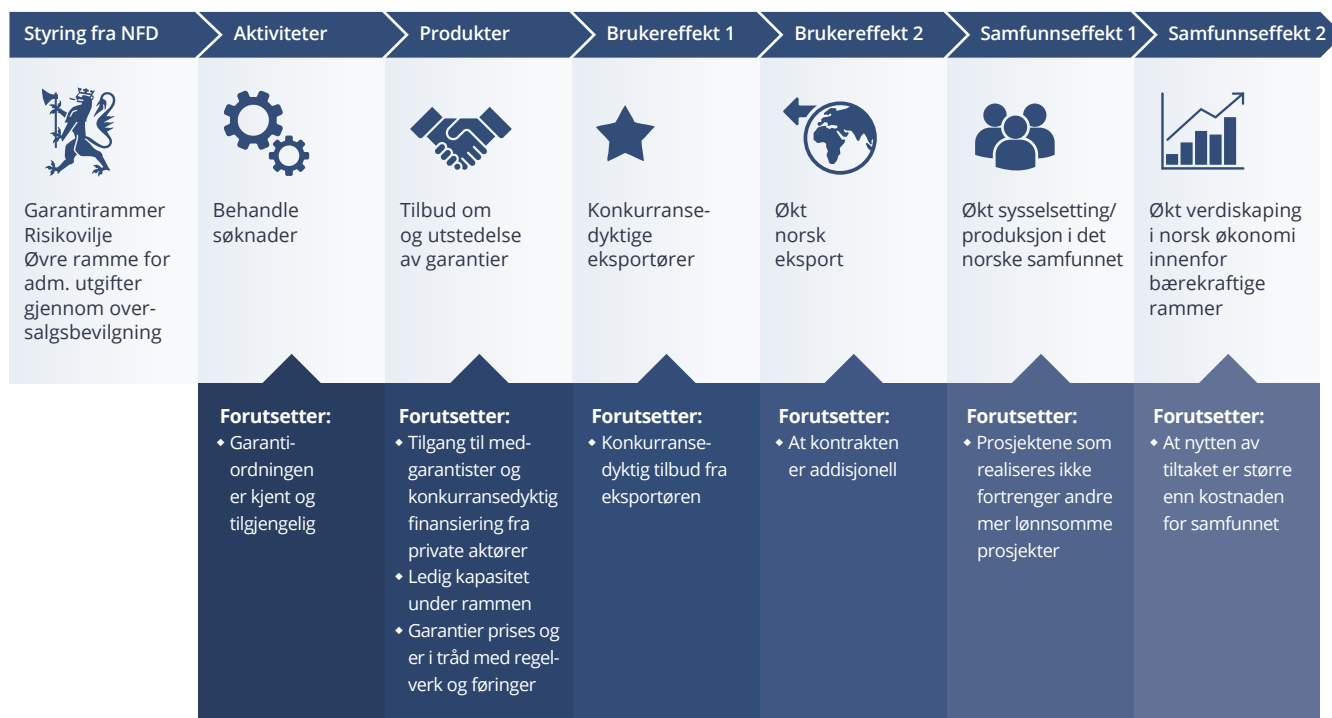 Styring fra NFD
Aktiviteter
Produkter
Brukereffekt 1
Brukereffekt 2
Samfunnseffekt 1
Samfunnseffekt 2
Garantirammer
Risikovilje
Øvre ramme for
adm. utgifter
gjennom over-
salgsbevilgning
Behandle
søknader
Tilbud om
og utstedelse
av garantier
Konkurranse-
dyktige
eksportører
Økt
norsk
eksport
Økt sysselsetting/
produksjon i det
norske samfunnet
Økt verdiskaping
i norsk økonomi
innenfor
bærekraftige
rammer
Forutsetter:
• Garanti-
ordningen
er kjent og
tilgjengelig
Forutsetter:
• Tilgang til med-
garantister og
konkurransedyktig
finansiering fra
private aktører
• Ledig kapasitet
under rammen
• Garantier prises og
er i tråd med regel-
verk og føringer
Forutsetter:
• Konkurranse-
dyktig tilbud fra
eksportøren
Forutsetter:
• At kontrakten
er addisjonell
Forutsetter:
• Prosjektene som
realiseres ikke
fortrenger andre
mer lønnsomme
prosjekter
Forutsetter:
• At nytten av
tiltaket er større
enn kostnaden
for samfunnet